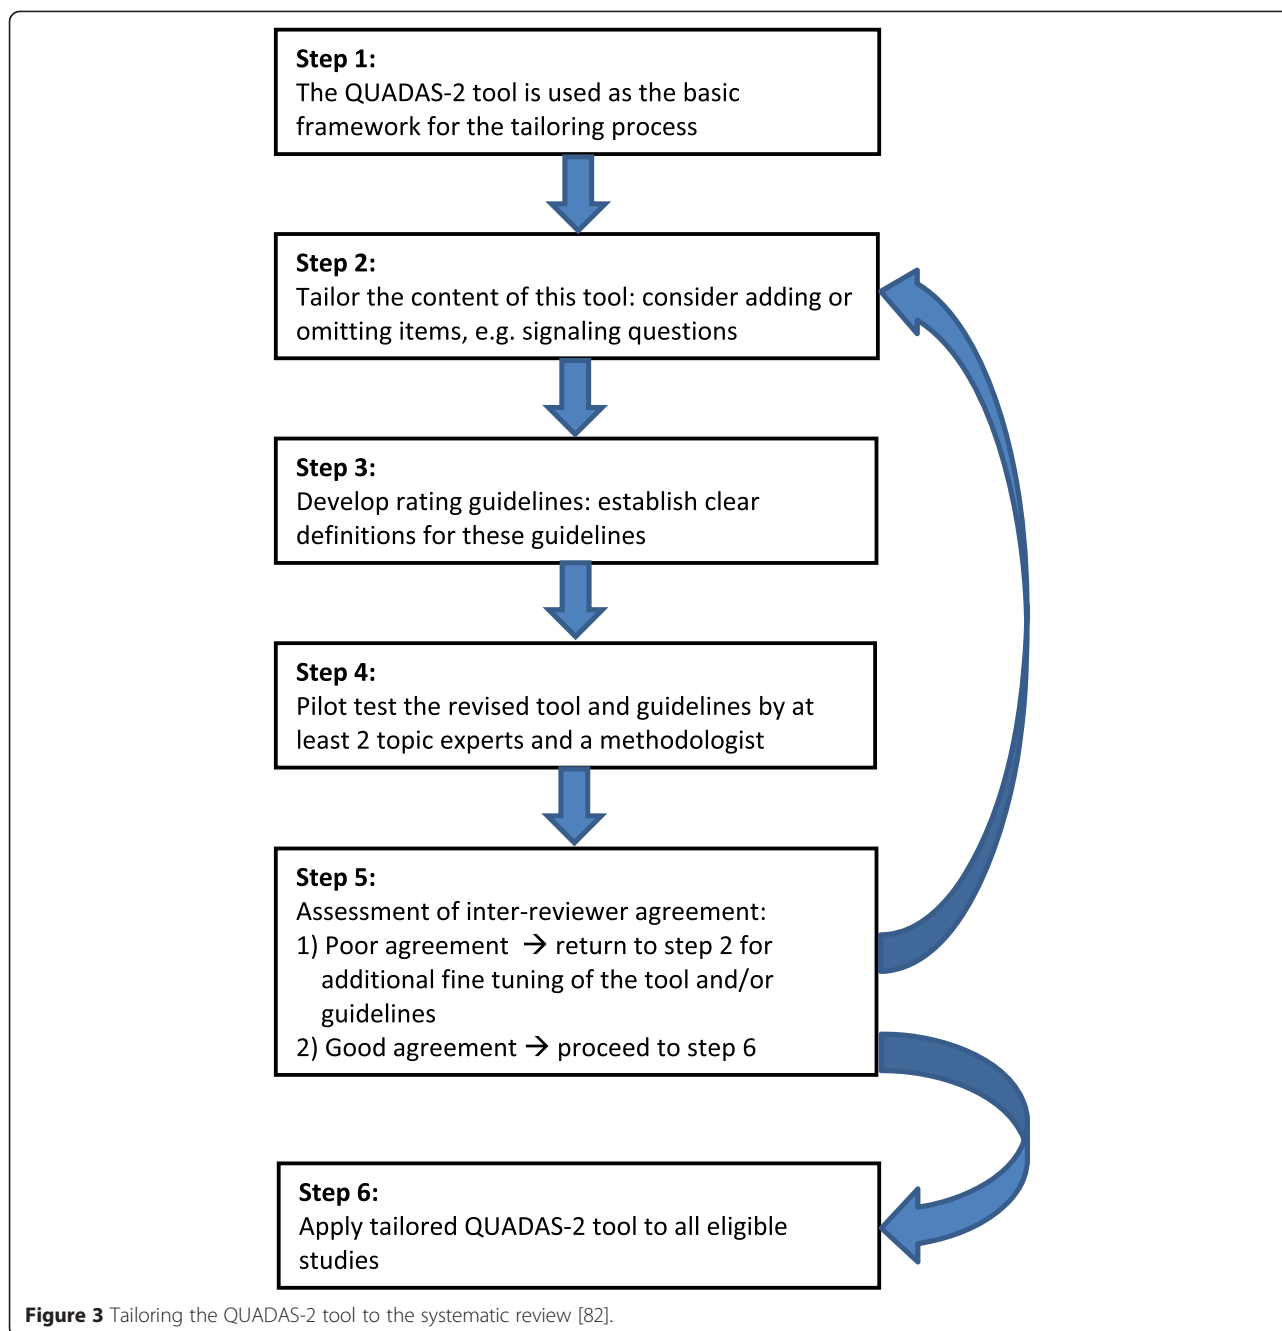 Step 1:
The QUADAS-2 tool is used as the basic
framework for the tailoring process
Step 2:
Tailor the content of this tool: consider adding or
omitting items, e.g. signaling questions
Step 3:
Develop rating guidelines: establish clear
definitions for these guidelines
Step 4:
Pilot test the revised tool and guidelines by at
least 2 topic experts and a methodologist
Step 5:
Assessment of inter-reviewer agreement:
1) Poor agreement → return to step 2 for
additional fine tuning of the tool and/or
guidelines
2) Good agreement → proceed to step 6
Step 6:
Apply tailored QUADAS-2 tool to all eligible
studies
Figure 3 Tailoring the QUADAS-2 tool to the systematic review [82].